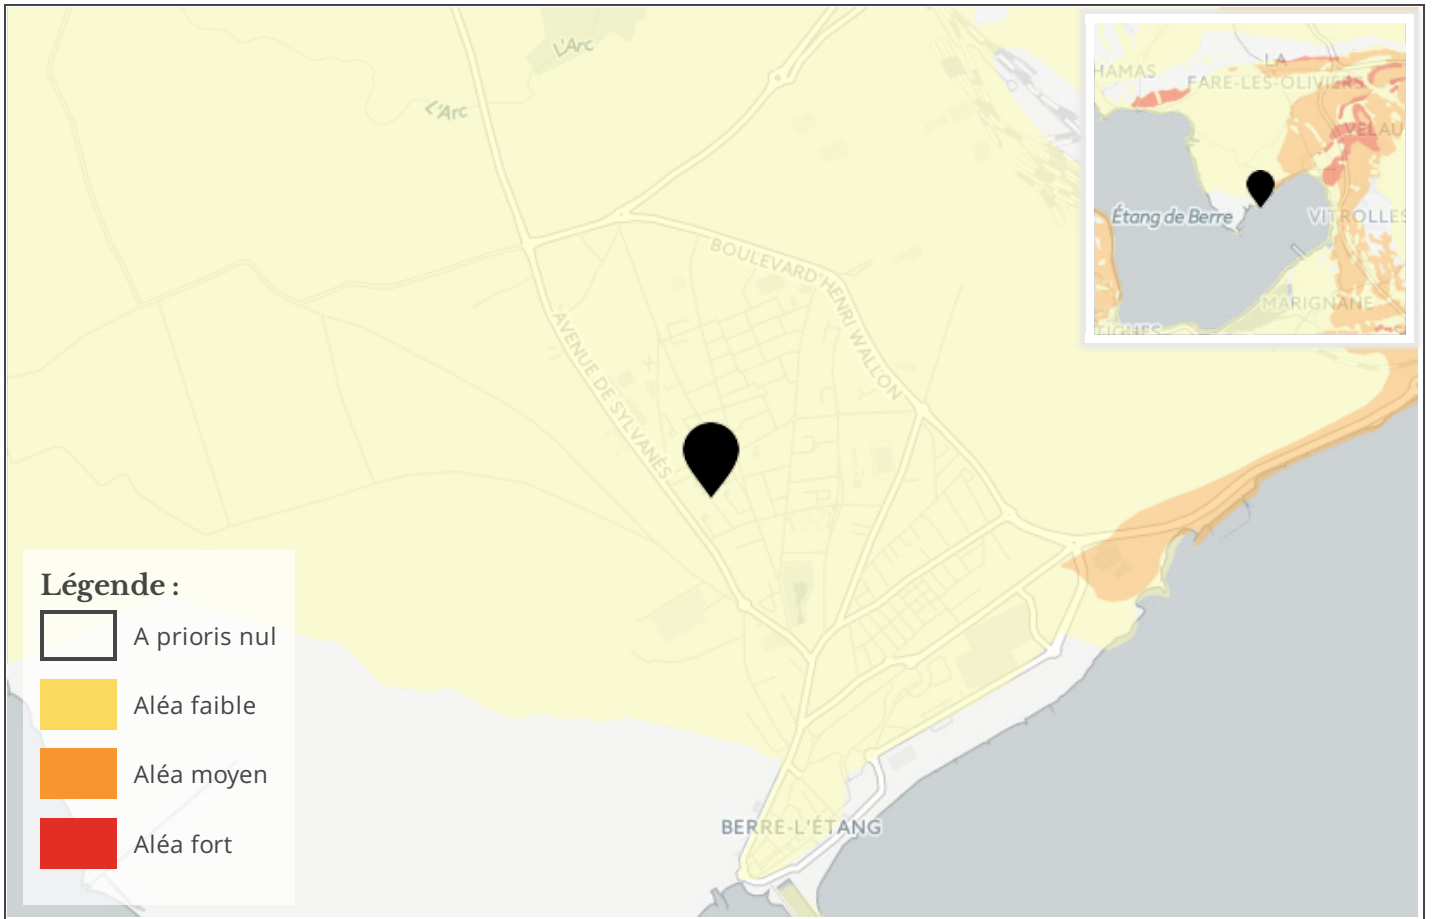 L'Arc
L'Arc
BOULEVARD HENRI WALLON
AVENUE DE SYLVANÈS
BERRE-L'ÉTANG
HAMAS
LA
FARE-LES-OLIVIERS
VELAU
Étang de Berre
VITROLLES
MARIGNANE
TIGUES
Légende :
A prioris nul
Aléa faible
Aléa moyen
Aléa fort